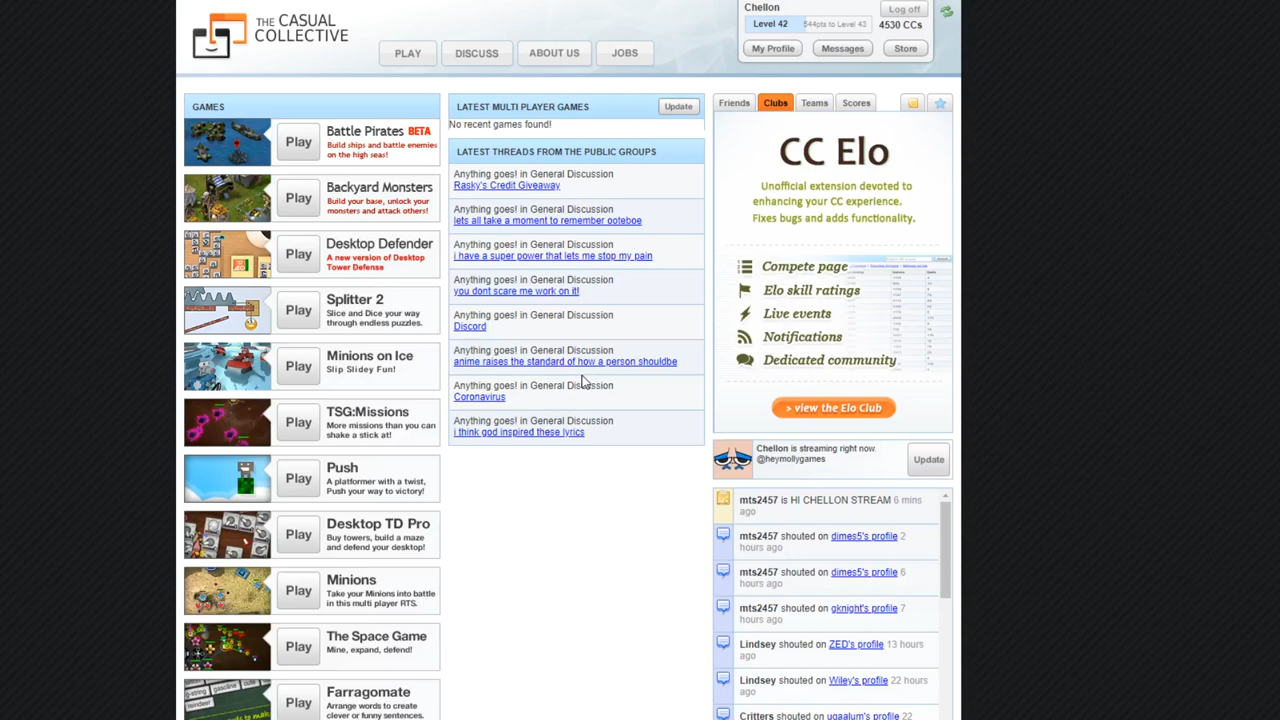 THE CASUAL
COLLECTIVE
PLAY
DISCUSS
ABOUT US
JOBS
Chellon
Log off
Level 42
544pts to Level 43
4530 CCs
My Profile
Messages
Store
GAMES
Play
Battle Pirates BETA
Build ships and battle enemies
on the high seas!
Play
Backyard Monsters
Build your base, unlock your
monsters and attack others!
Play
Desktop Defender
A new version of Desktop
Tower Defense
Play
Splitter 2
Slice and Dice your way
through endless puzzles.
Play
Minions on Ice
Slip Slidey Fun!
Play
TSG:Missions
More missions than you can
shake a stick at!
Play
Push
A platformer with a twist,
Push your way to victory!
Play
Desktop TD Pro
Buy towers, build a maze
and defend your desktop!
Play
Minions
Take your Minions into battle
in this multi player RTS.
Play
The Space Game
Mine, expand, defend!
Play
Farragomate
Arrange words to create
clever or funny sentences.
LATEST MULTI PLAYER GAMES
Update
No recent games found!
LATEST THREADS FROM THE PUBLIC GROUPS
Anything goes! in General Discussion
Rasky's Credit Giveaway
Anything goes! in General Discussion
lets all take a moment to remember ooteboe
Anything goes! in General Discussion
i have a super power that lets me stop my pain
Anything goes! in General Discussion
you dont scare me work on it!
Anything goes! in General Discussion
Discord
Anything goes! in General Discussion
anime raises the standard of how a person shouldbe
Anything goes! in General Discussion
Coronavirus
Anything goes! in General Discussion
i think god inspired these lyrics
Friends
Clubs
Teams
Scores
CC Elo
Unofficial extension devoted to
enhancing your CC experience.
Fixes bugs and adds functionality.
Compete page
Elo skill ratings
Live events
Notifications
Dedicated community
> view the Elo Club
Chellon is streaming right now.
@heymollygames
Update
mts2457 is HI CHELLON STREAM 6 mins
ago
mts2457 shouted on dimes5's profile 2
hours ago
mts2457 shouted on dimes5's profile 6
hours ago
mts2457 shouted on gknight's profile 7
hours ago
Lindsey shouted on ZED's profile 13 hours
ago
Lindsey shouted on Wiley's profile 22 hours
ago
Critters shouted on ugaalum's profile 22